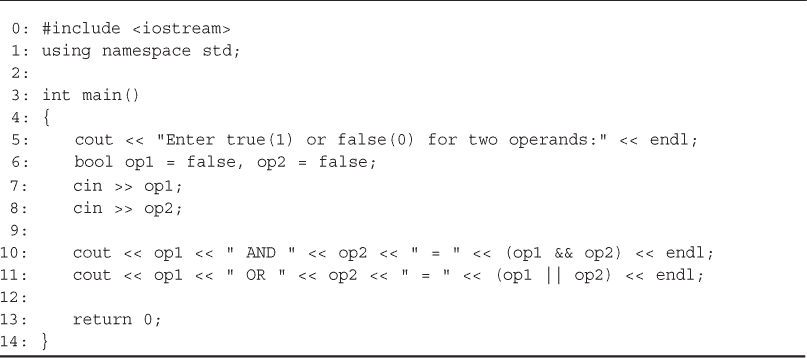 0: #include <iostream>
1: using namespace std;
2:
3: int main()
4: {
5:    cout << "Enter true(1) or false(0) for two operands:" << endl;
6:    bool op1 = false, op2 = false;
7:    cin >> op1;
8:    cin >> op2;
9:
10:    cout << op1 << " AND " << op2 << " = " << (op1 && op2) << endl;
11:    cout << op1 << " OR " << op2 << " = " << (op1 || op2) << endl;
12:
13:    return 0;
14: }